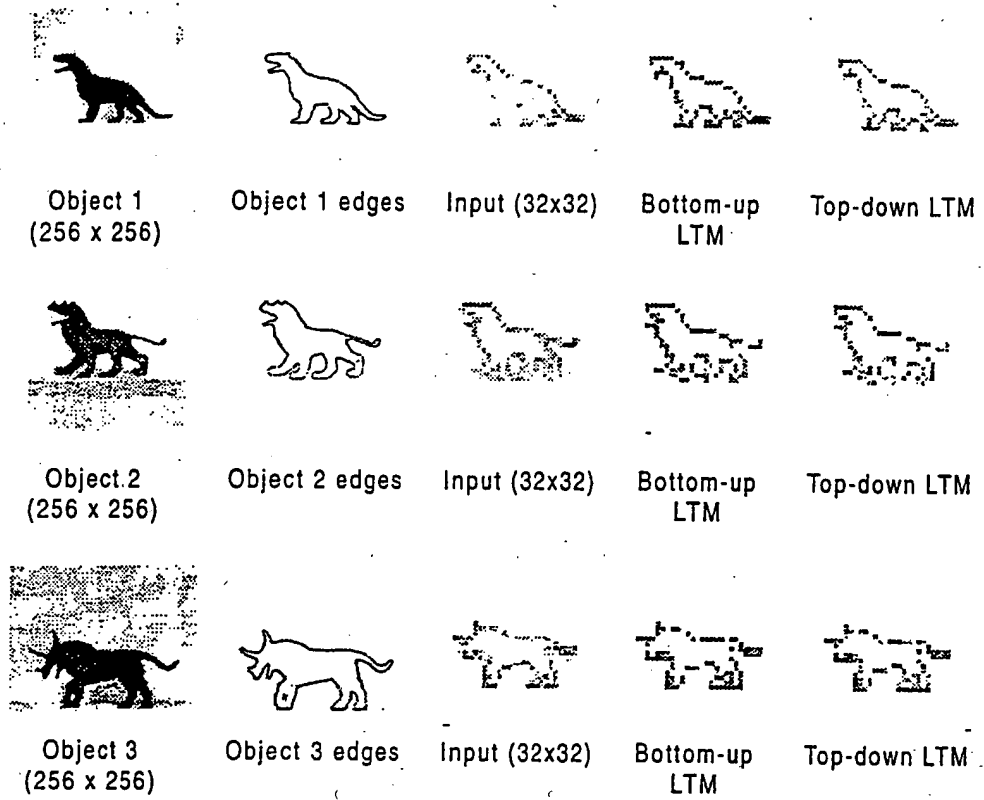 Object 1
(256 x 256)
Object 1 edges
Input (32x32)
Bottom-up
LTM
Top-down LTM
Object.2
(256 x 256)
Object 2 edges
Input (32x32)
Bottom-up
LTM
Top-down LTM
Object 3
(256 x 256)
Object 3 edges
Input (32x32)
Bottom-up
LTM
Top-down LTM